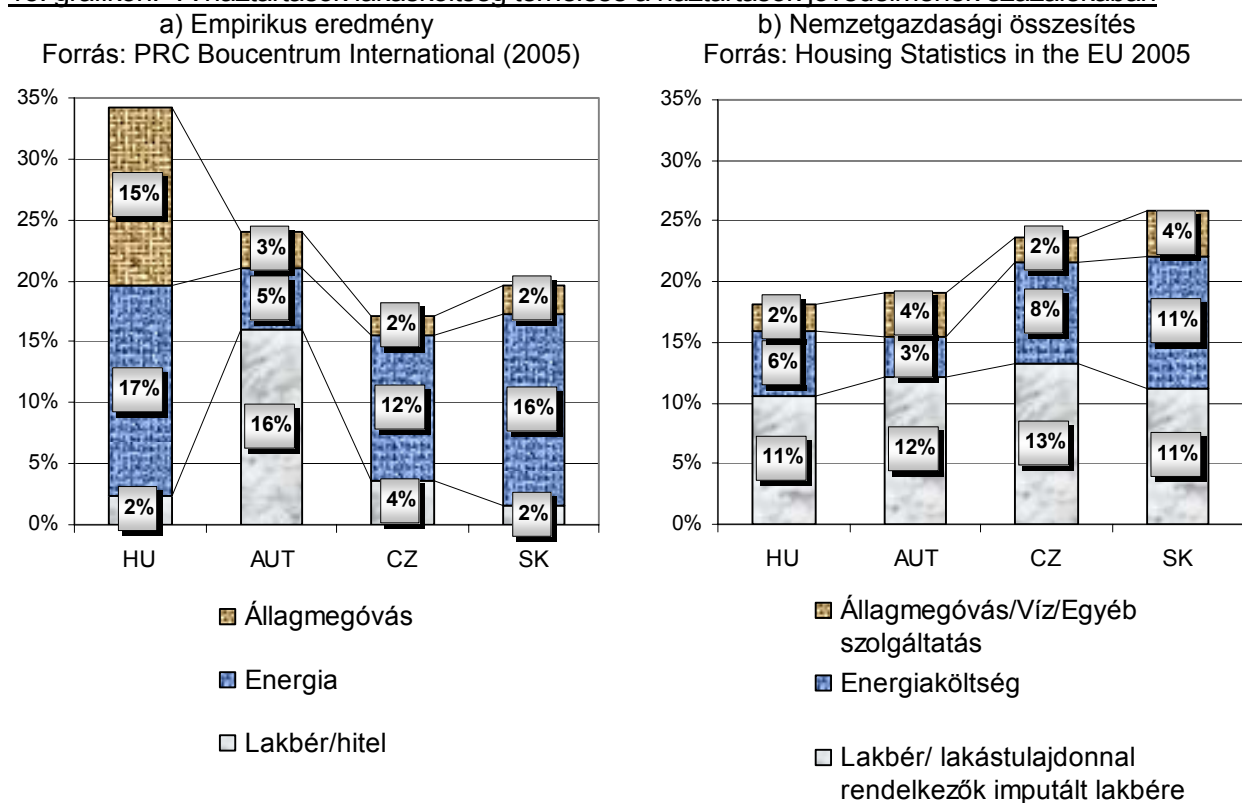 a) Empirikus eredmény
Forrás: PRC Boucentrum International (2005)
35%
30%
25%
20%
15%
10%
5%
0%
15%
17%
2%
3%
5%
16%
2%
12%
4%
2%
16%
2%
HU AUT CZ SK
Állagmegóvás
Energia
Lakbér/hitel
b) Nemzetgazdasági összesítés
Forrás: Housing Statistics in the EU 2005
35%
30%
25%
20%
15%
10%
5%
0%
2%
6%
11%
4%
3%
12%
2%
8%
13%
4%
11%
11%
HU AUT CZ SK
Állagmegóvás/Víz/Egyéb
szolgáltatás
Energiaköltség
Lakbér/ lakástulajdonnal
rendelkezők imputált lakbére